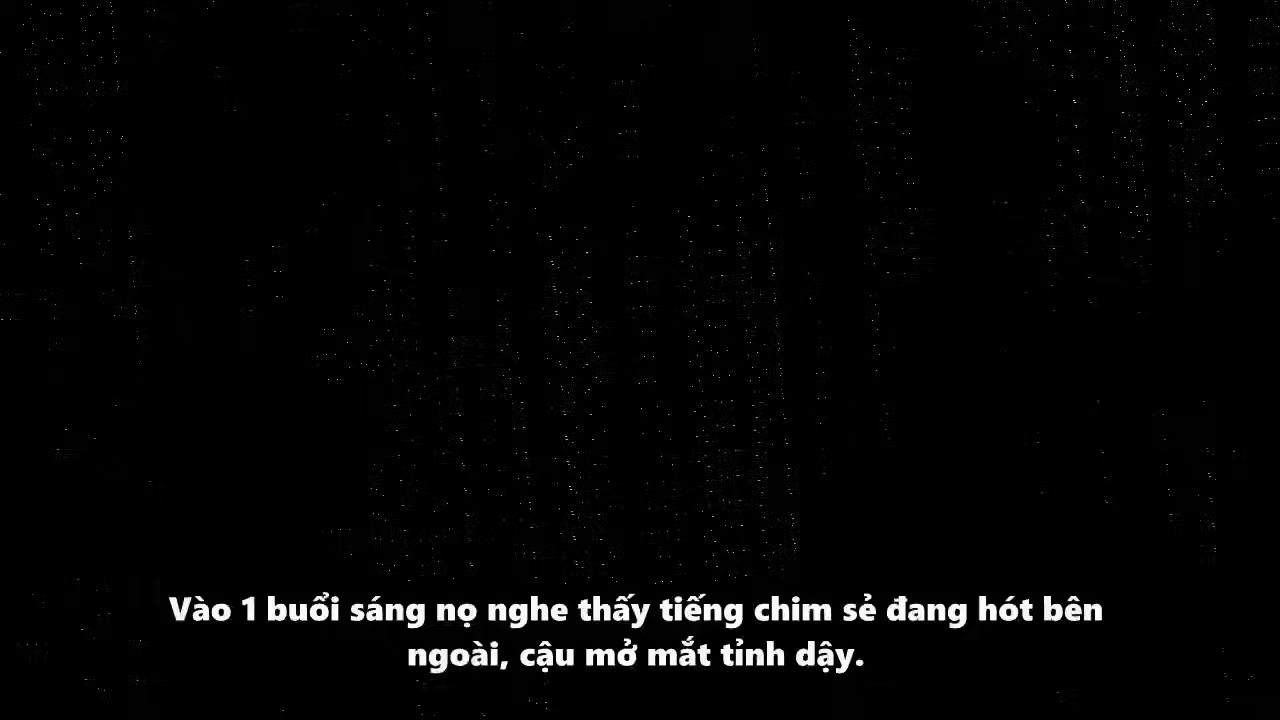 Vào 1 buổi sáng nọ nghe thấy tiếng chim sẻ đang hót bên
ngoài, cậu mở mắt tỉnh dậy.